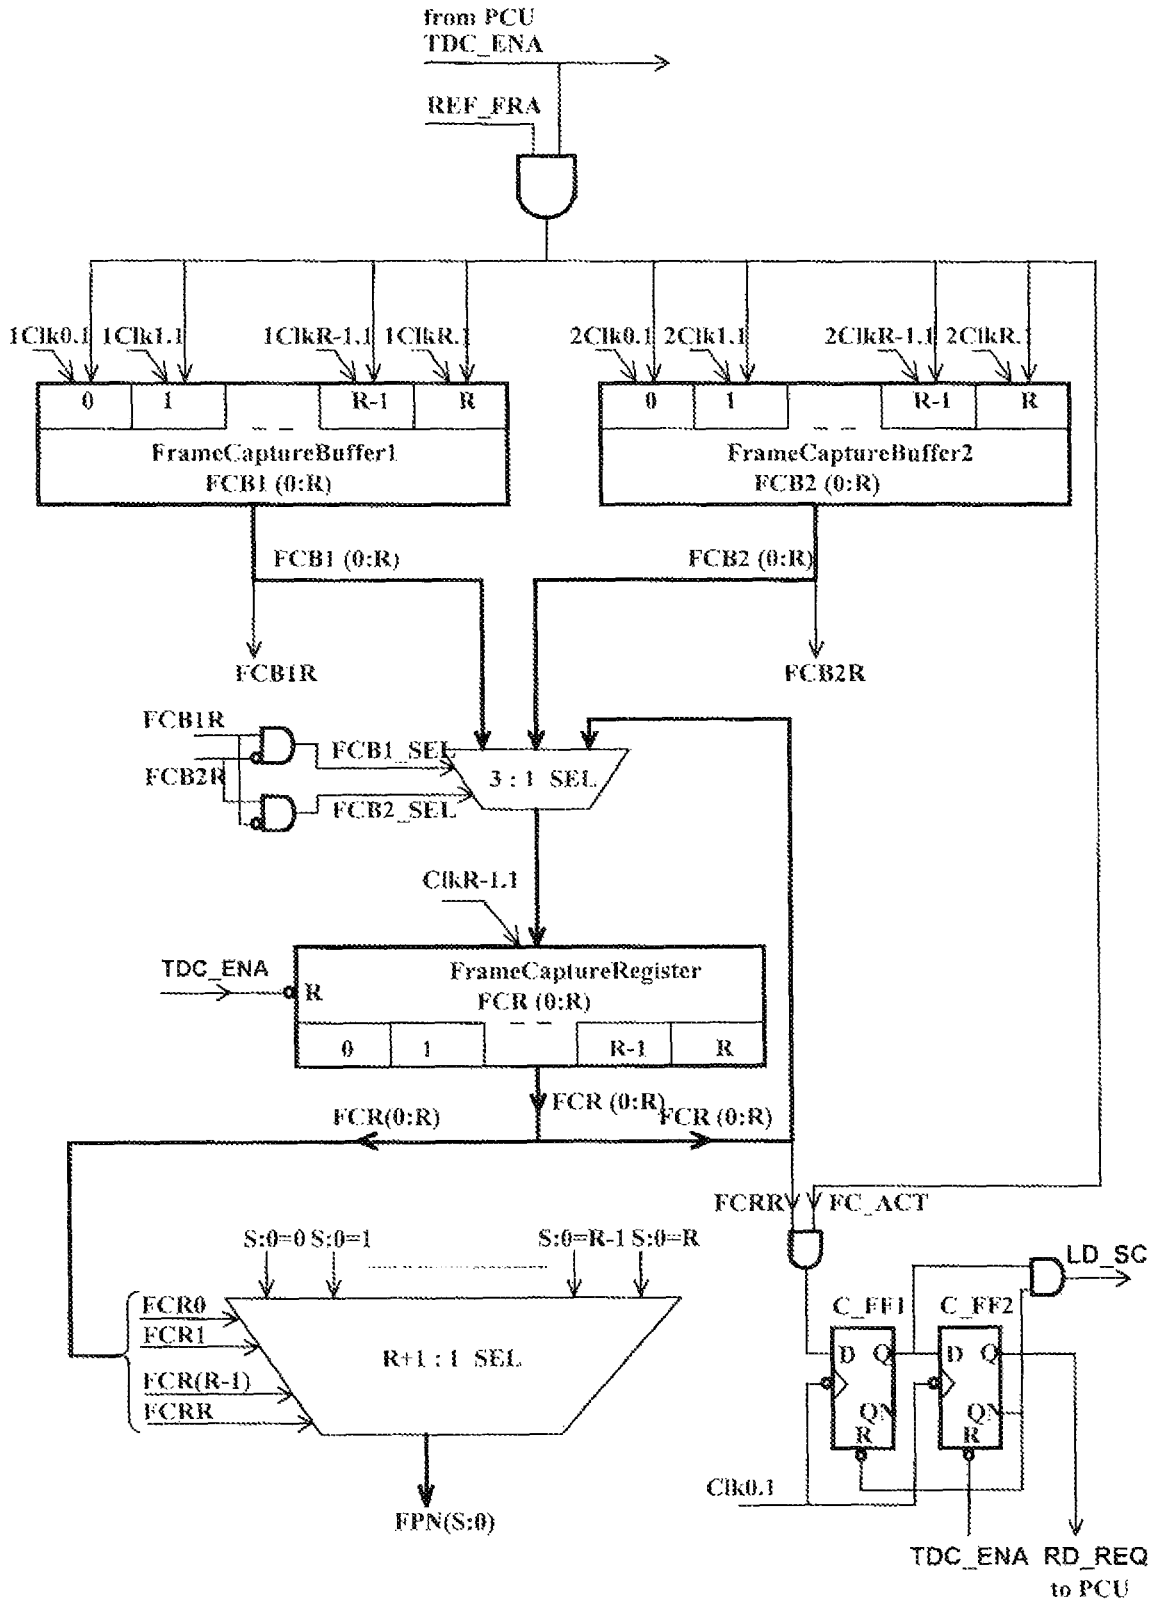 from PCU
TDC_ENA
REF_FRA
1Clk0.1 1Clk1.1 1ClkR-1.1 1ClkR.1 2Clk0.1 2Clk1.1 2ClkR-1.1 2ClkR.1
0 1 R-1 R 0 1 R-1 R
FrameCaptureBuffer1 FrameCaptureBuffer2
FCB1 (0:R) FCB2 (0:R)
FCB1 (0:R) FCB2 (0:R)
FCB1R FCB2R
FCB1R
FCB2R
FCB1_SEL
FCB2_SEL
3 : 1 SEL
ClkR-1.1
TDC_ENA
R
FrameCaptureRegister
FCR (0:R)
0 1 R-1 R
FCR (0:R)
FCR(0:R) FCR (0:R)
FCRR FC_ACT
S:0=0 S:0=1 S:0=R-1 S:0=R
FCR0
FCR1
FCR(R-1)
FCRR
R+1 : 1 SEL
FPN(S:0)
LD_SC
C_FF1 C_FF2
D Q D Q
QN QN
R R
Clk0.1
TDC_ENA RD_REQ
to PCU